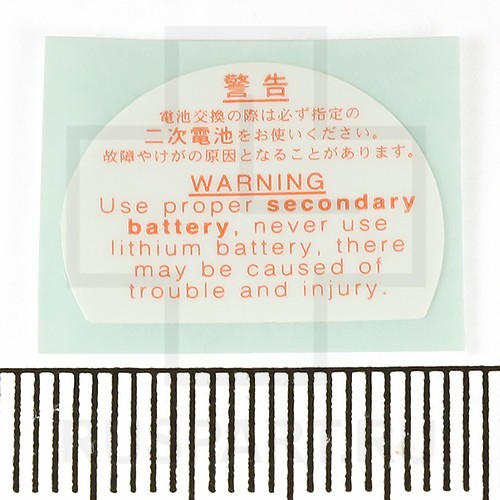 警告
電池交換の際は必ず指定の
二次電池をお使いください。
故障やけがの原因となることがあります。
WARNING
Use proper secondary
battery, never use
lithium battery, there
may be caused of
trouble and injury.